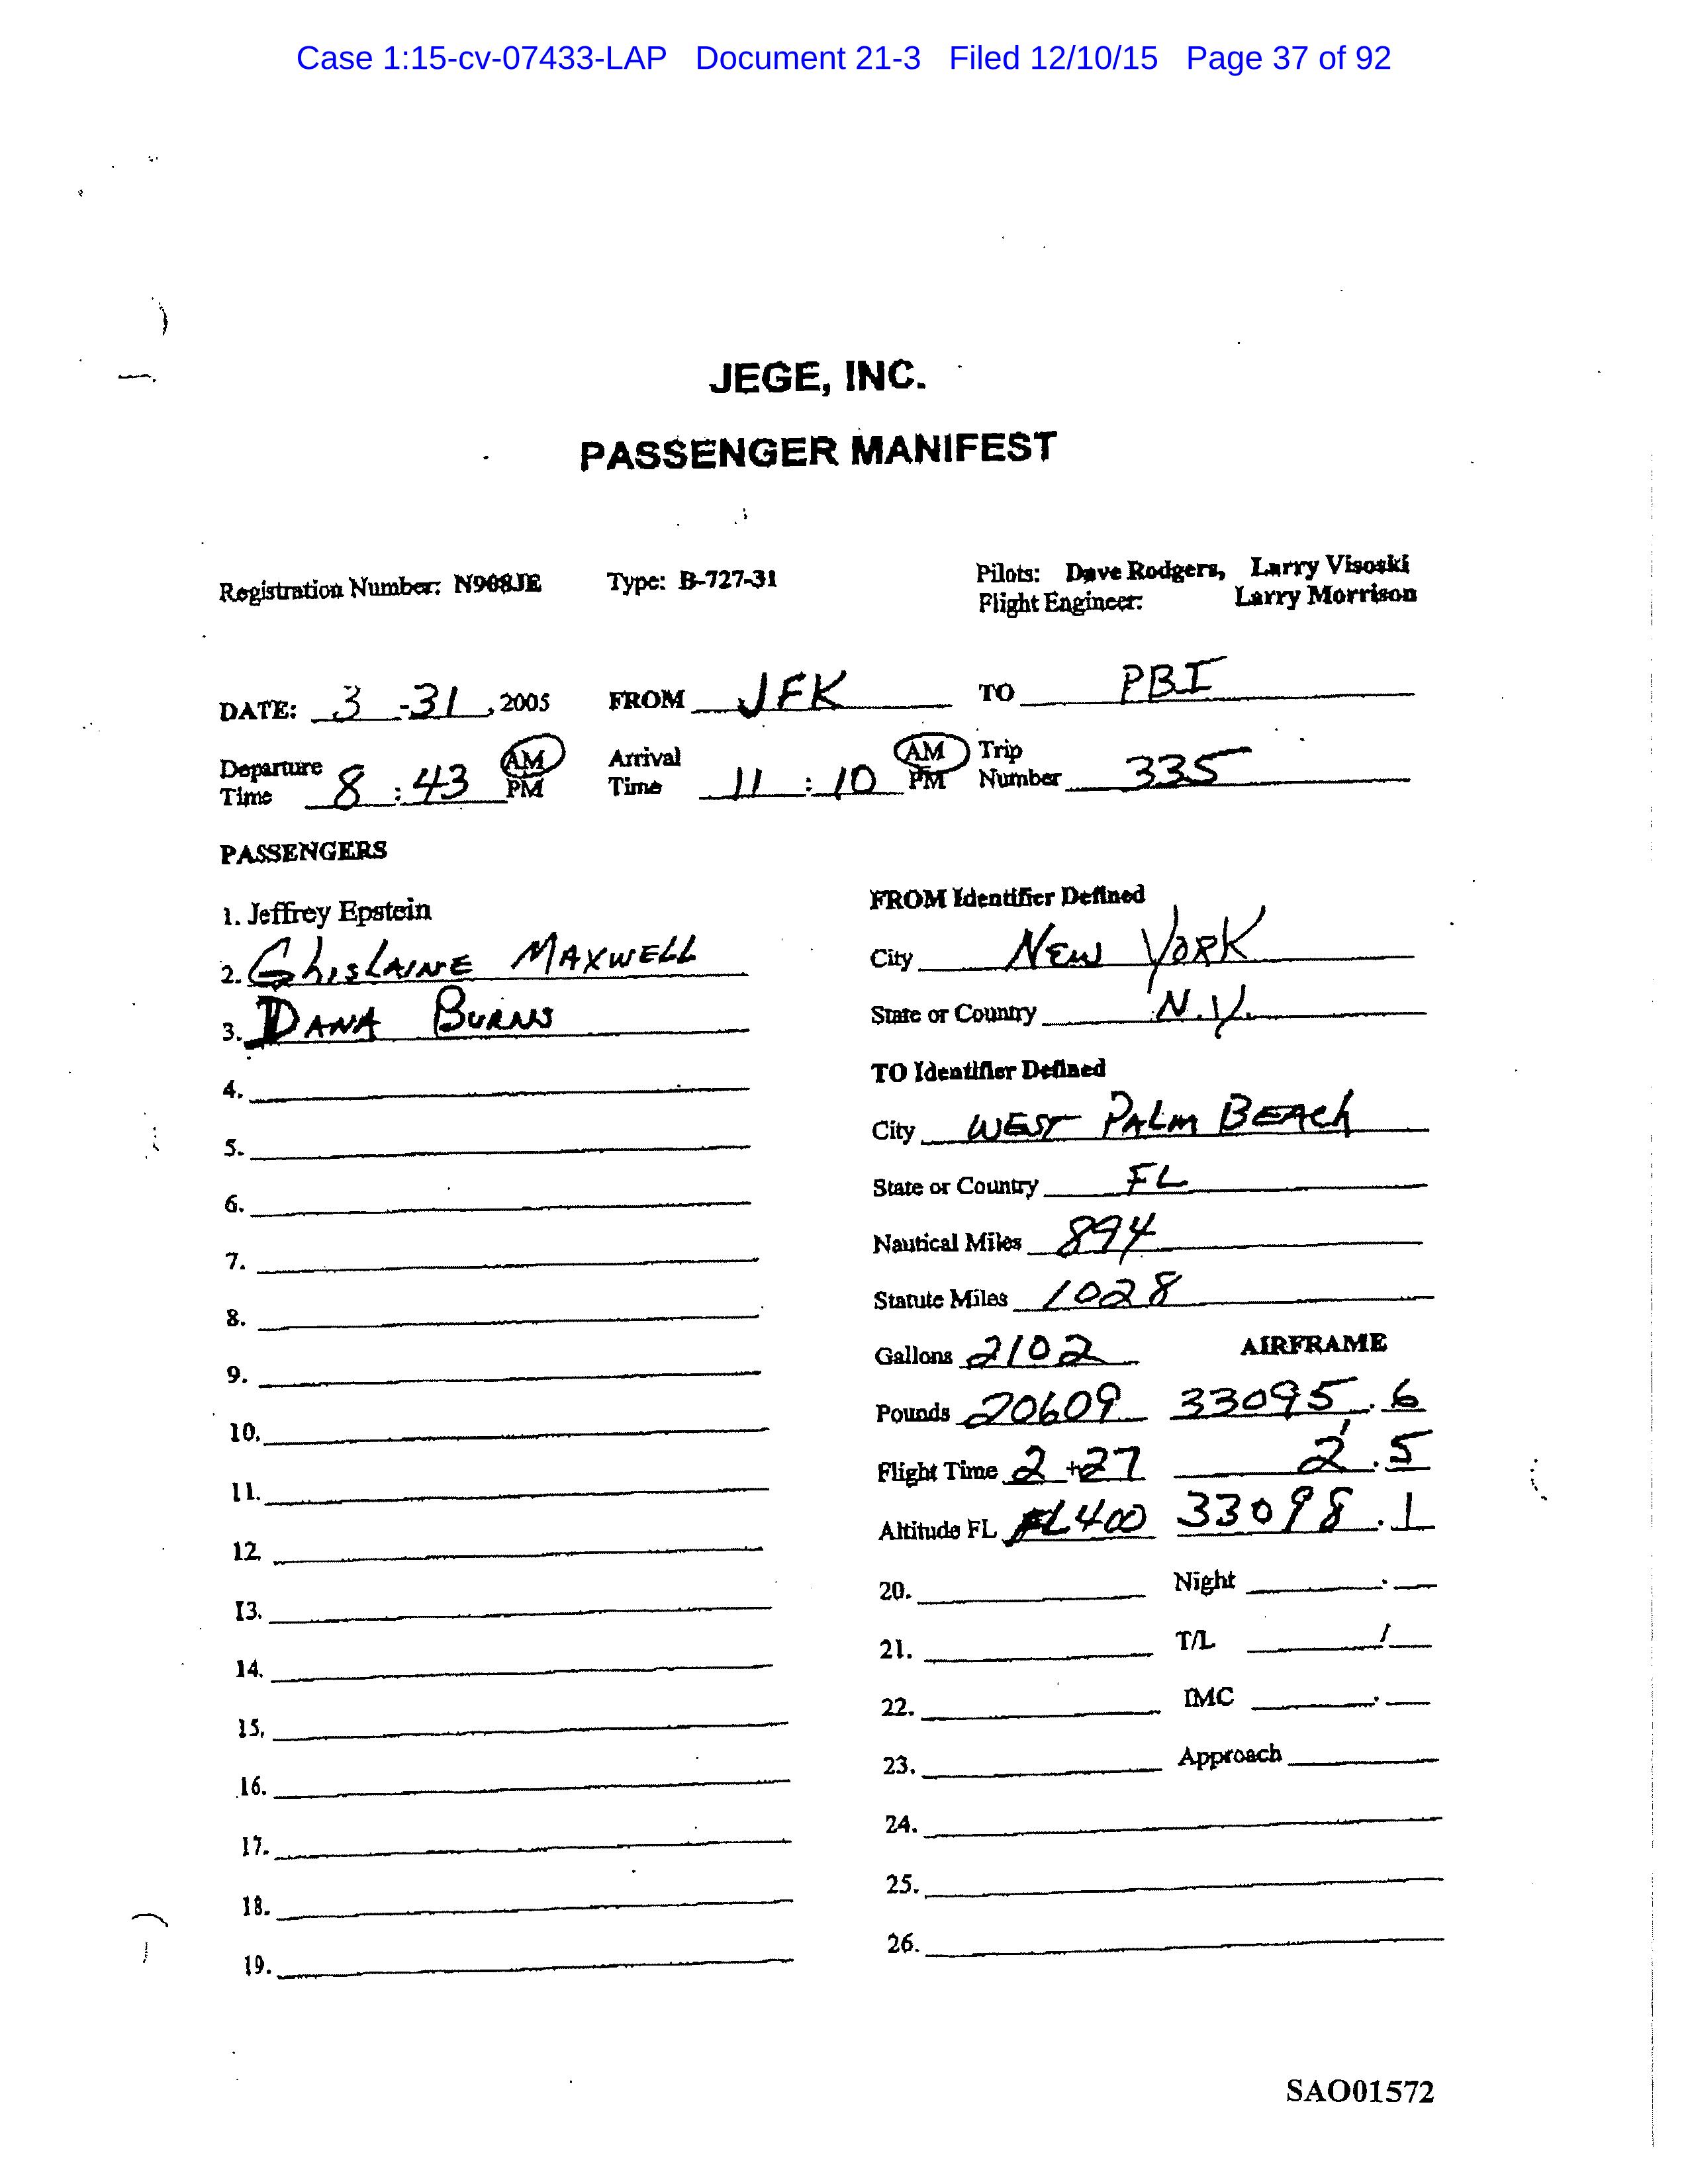 Case 1:15-cv-07433-LAP Document 21-3 Filed 12/10/15 Page 37 of 92
JEGE, INC.
PASSENGER MANIFEST
Registration Number: N908JE Type: B-727-31 Pilots: Dave Rodgers, Larry Visoski
Flight Engineer: Larry Morrison
DATE: 3 -31, 2005 FROM JFK TO PBI
Departure Time 8:43 AM PM Arrival Time 11:10 AM PM Trip Number 335
PASSENGERS
1. Jeffrey Epstein
2. GhisLAINE MAXWELL
3. DANA BURNS
4.
5.
6.
7.
8.
9.
10.
11.
12.
13.
14.
15.
16.
17.
18.
19.
FROM Identifier Defined
City NEW YORK
State or Country N.Y.
TO Identifier Defined
City WEST PALM BEACh
State or Country FL
Nautical Miles 894
Statute Miles 1028
Gallons 2102 AIRFRAME
Pounds 20609 33095.6
Flight Time 2+27 2.5
Altitude FL FL400 33098.1
20. Night
21. T/L /
22. IMC
23. Approach
24.
25.
26.
SAO01572